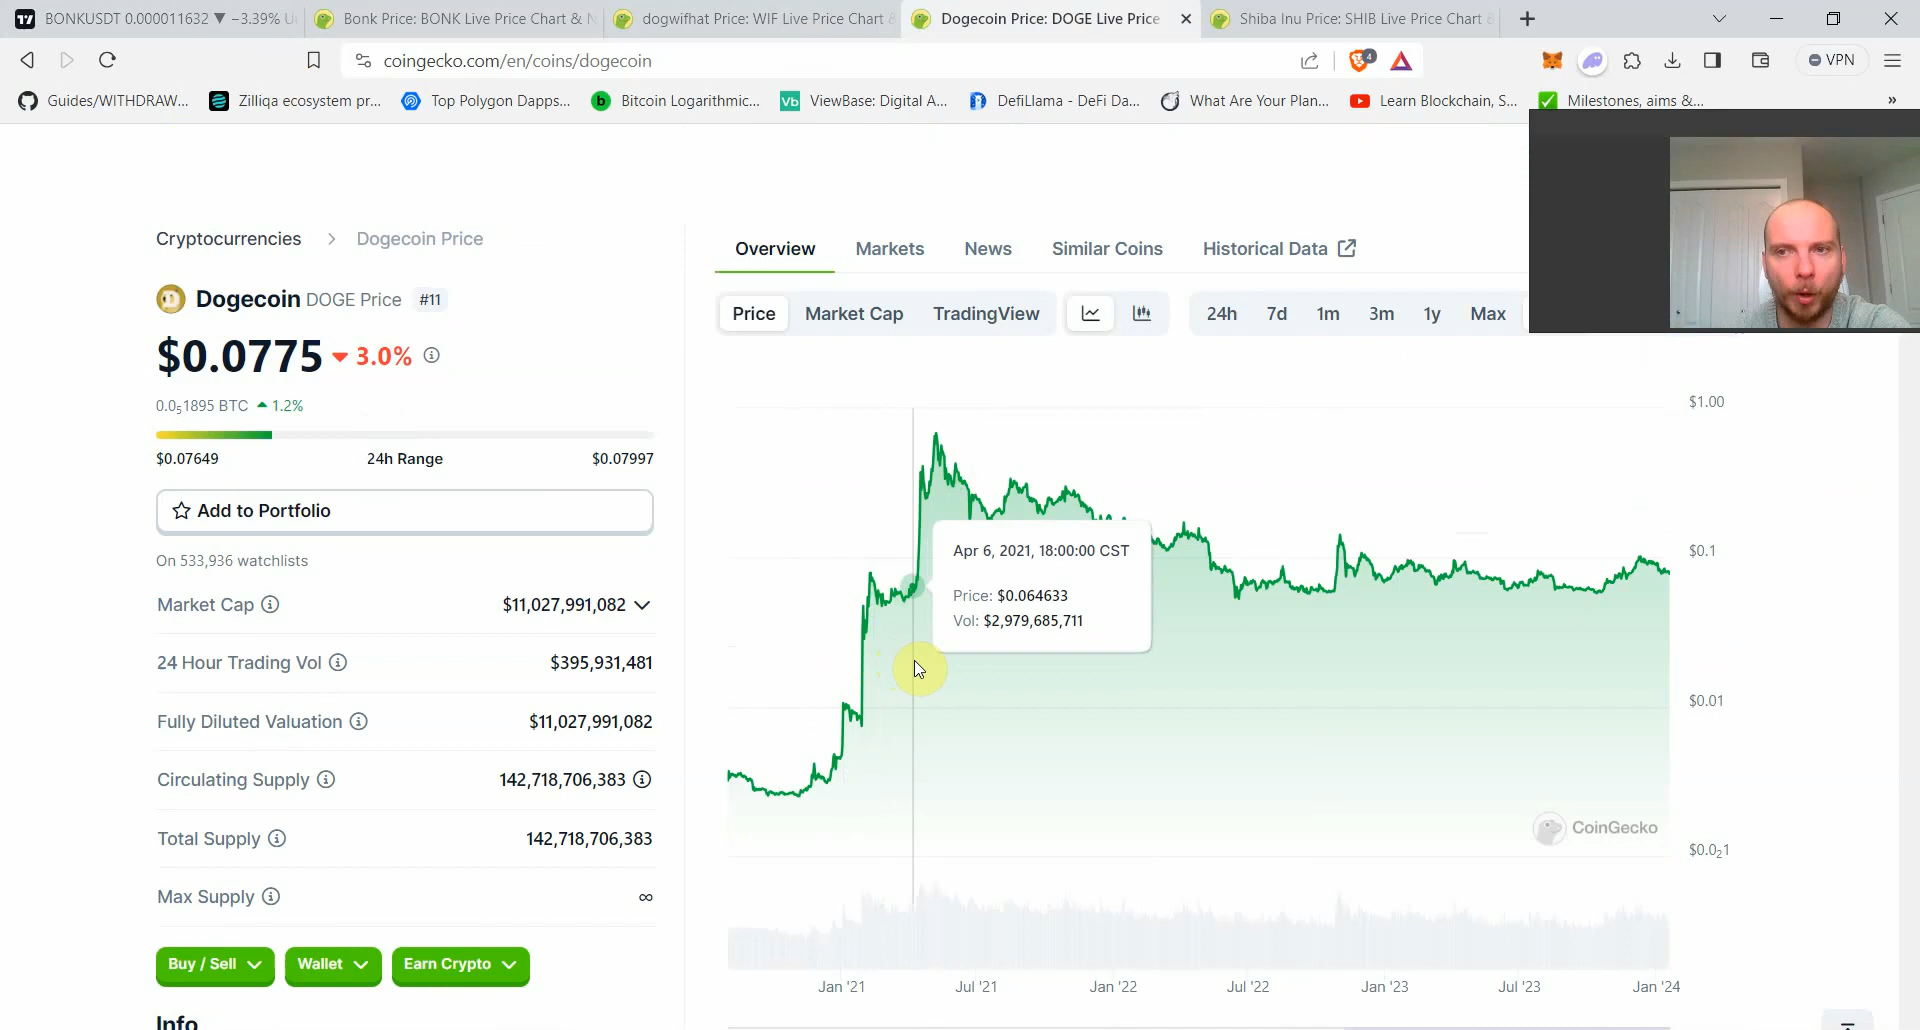 BONKUSDT 0.000011632 ▼ −3.39%
Bonk Price: BONK Live Price Chart &
dogwifhat Price: WIF Live Price Chart
Dogecoin Price: DOGE Live Price
Shiba Inu Price: SHIB Live Price Chart
coingecko.com/en/coins/dogecoin
4
VPN
Guides/WITHDRAW...
Zilliqa ecosystem pr...
Top Polygon Dapps...
Bitcoin Logarithmic...
ViewBase: Digital A...
DefiLlama - DeFi Da...
What Are Your Plan...
Learn Blockchain, S...
Milestones, aims &...
»
Cryptocurrencies > Dogecoin Price
Dogecoin DOGE Price #11
$0.0775 ▼ 3.0%
0.0₅1895 BTC ▲ 1.2%
$0.07649 24h Range $0.07997
Add to Portfolio
On 533,936 watchlists
Market Cap $11,027,991,082
24 Hour Trading Vol $395,931,481
Fully Diluted Valuation $11,027,991,082
Circulating Supply 142,718,706,383
Total Supply 142,718,706,383
Max Supply ∞
Buy / Sell Wallet Earn Crypto
Info
Overview Markets News Similar Coins Historical Data
Price Market Cap TradingView 24h 7d 1m 3m 1y Max
$1.00
$0.1
$0.01
$0.0₂1
Apr 6, 2021, 18:00:00 CST
Price: $0.064633
Vol: $2,979,685,711
CoinGecko
Jan '21 Jul '21 Jan '22 Jul '22 Jan '23 Jul '23 Jan '24